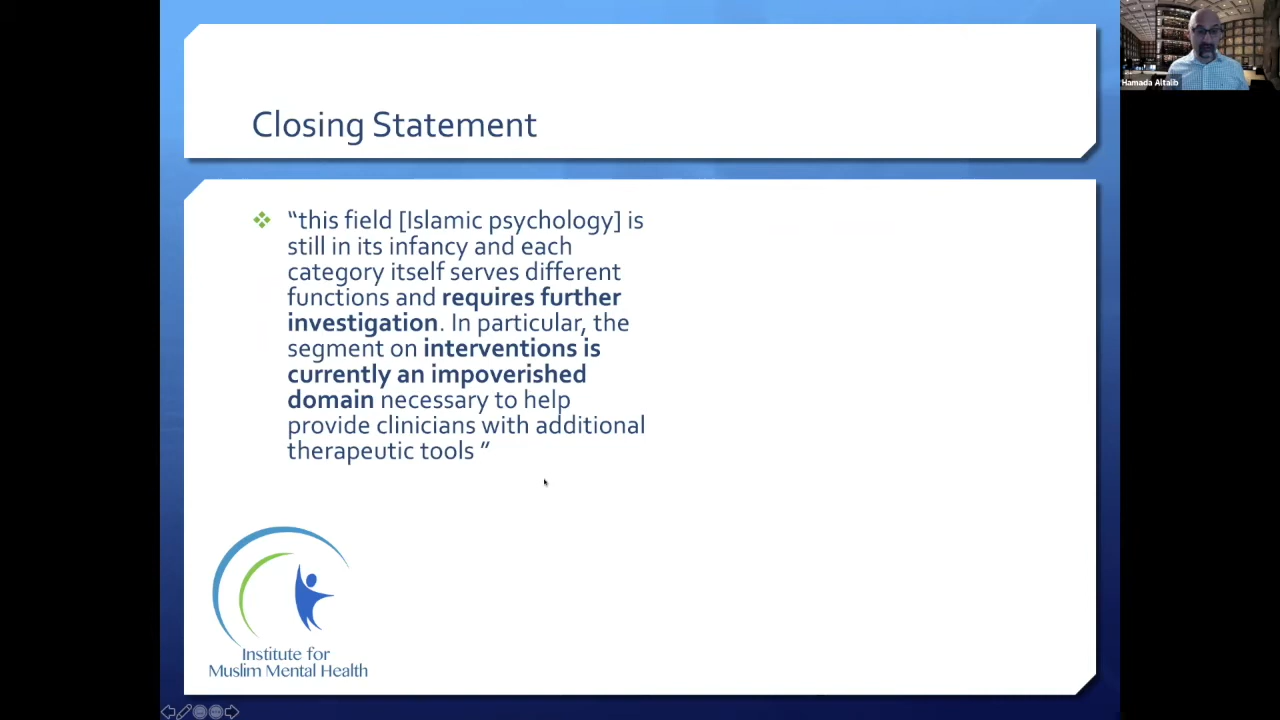 Closing Statement
“this field [Islamic psychology] is
still in its infancy and each
category itself serves different
functions and requires further
investigation. In particular, the
segment on interventions is
currently an impoverished
domain necessary to help
provide clinicians with additional
therapeutic tools ”
Institute for
Muslim Mental Health
Hamada Altalib